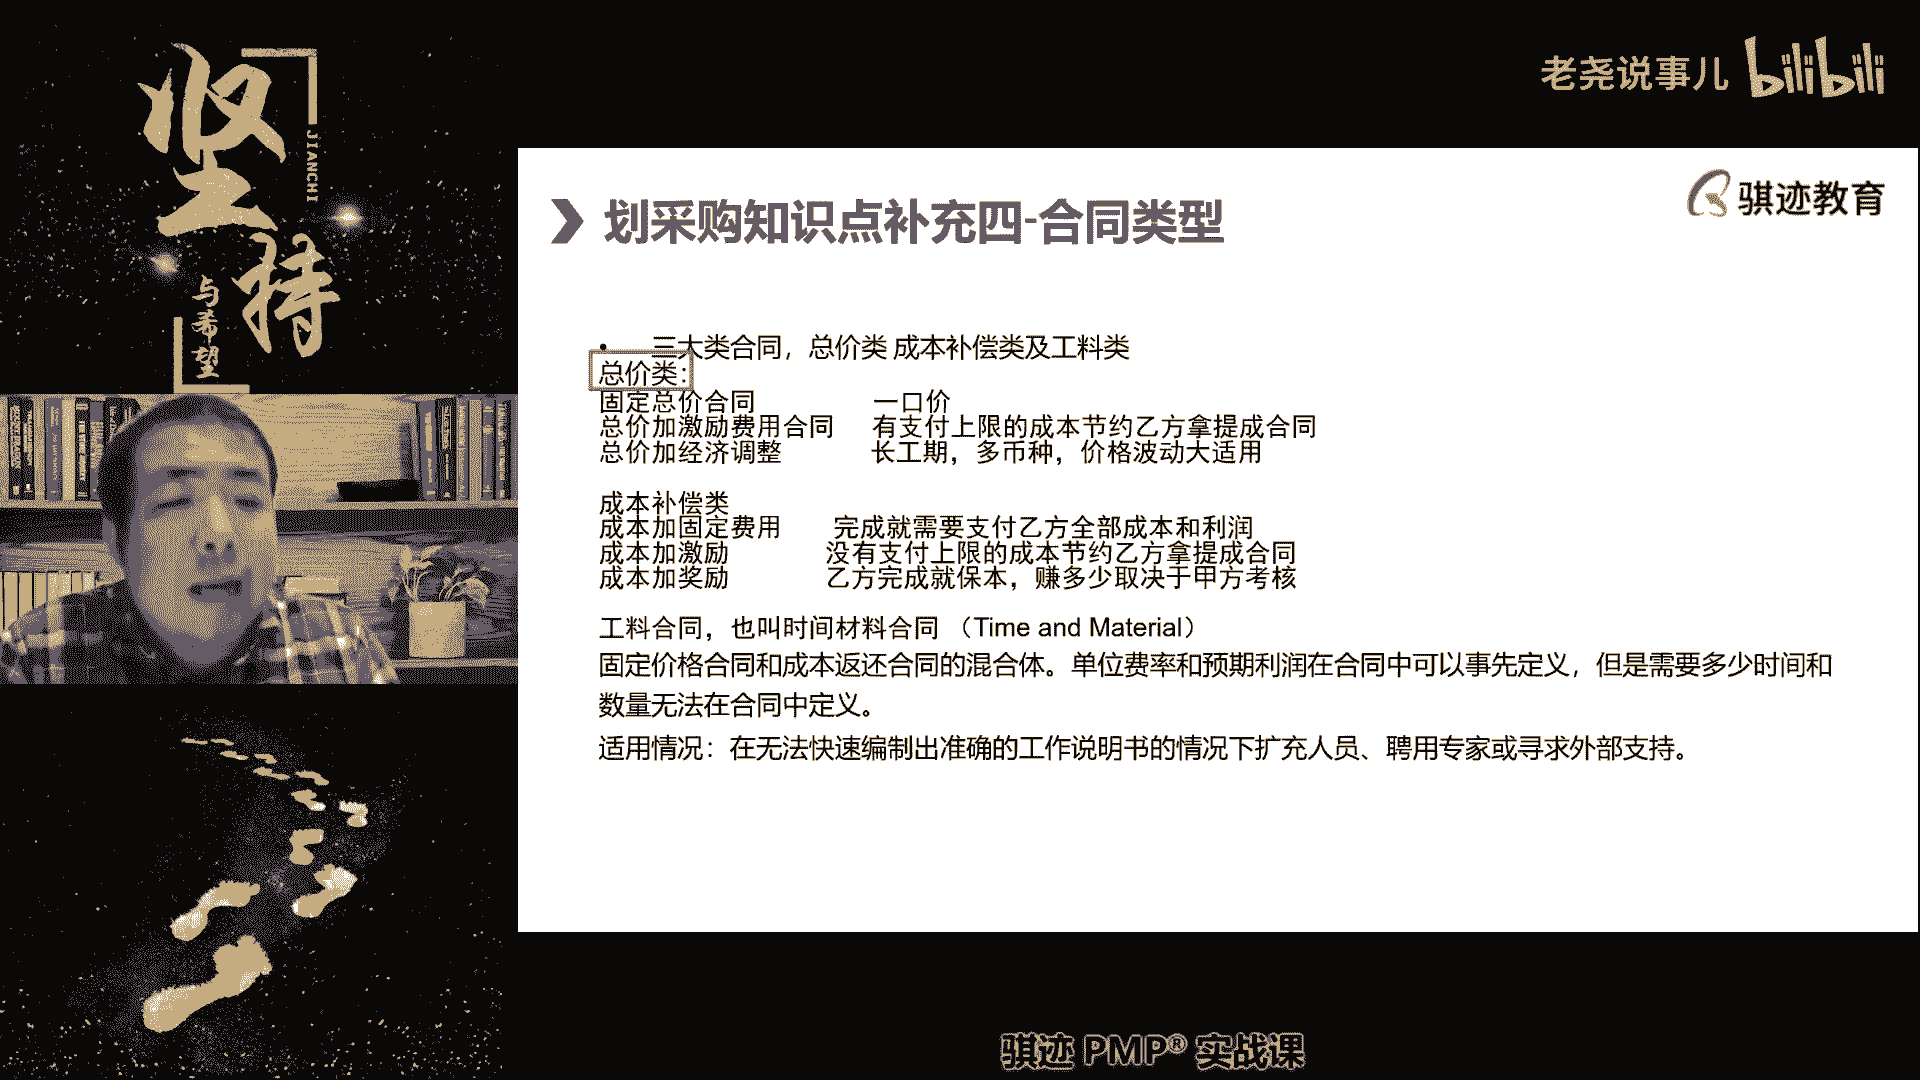 坚持
JIANCHI
与希望
老尧说事儿 bilibili
骐迹教育
划采购知识点补充四-合同类型
• 三大类合同，总价类 成本补偿类及工料类
总价类：
固定总价合同 一口价
总价加激励费用合同 有支付上限的成本节约乙方拿提成合同
总价加经济调整 长工期，多币种，价格波动大适用
成本补偿类
成本加固定费用 完成就需要支付乙方全部成本和利润
成本加激励 没有支付上限的成本节约乙方拿提成合同
成本加奖励 乙方完成就保本，赚多少取决于甲方考核
工料合同，也叫时间材料合同 （Time and Material）
固定价格合同和成本返还合同的混合体。单位费率和预期利润在合同中可以事先定义，但是需要多少时间和
数量无法在合同中定义。
适用情况：在无法快速编制出准确的工作说明书的情况下扩充人员、聘用专家或寻求外部支持。
骐迹 PMP® 实战课